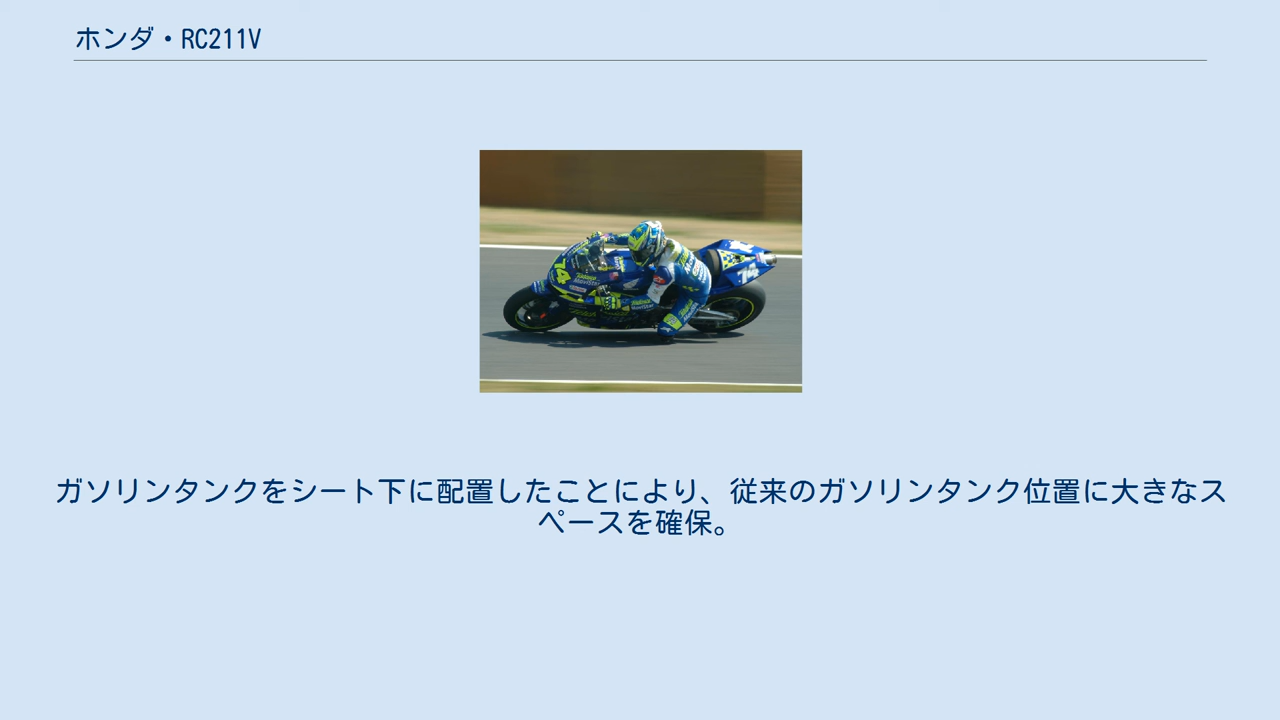 ホンダ・RC211V
74
ガソリンタンクをシート下に配置したことにより、従来のガソリンタンク位置に大きなス
ペースを確保。